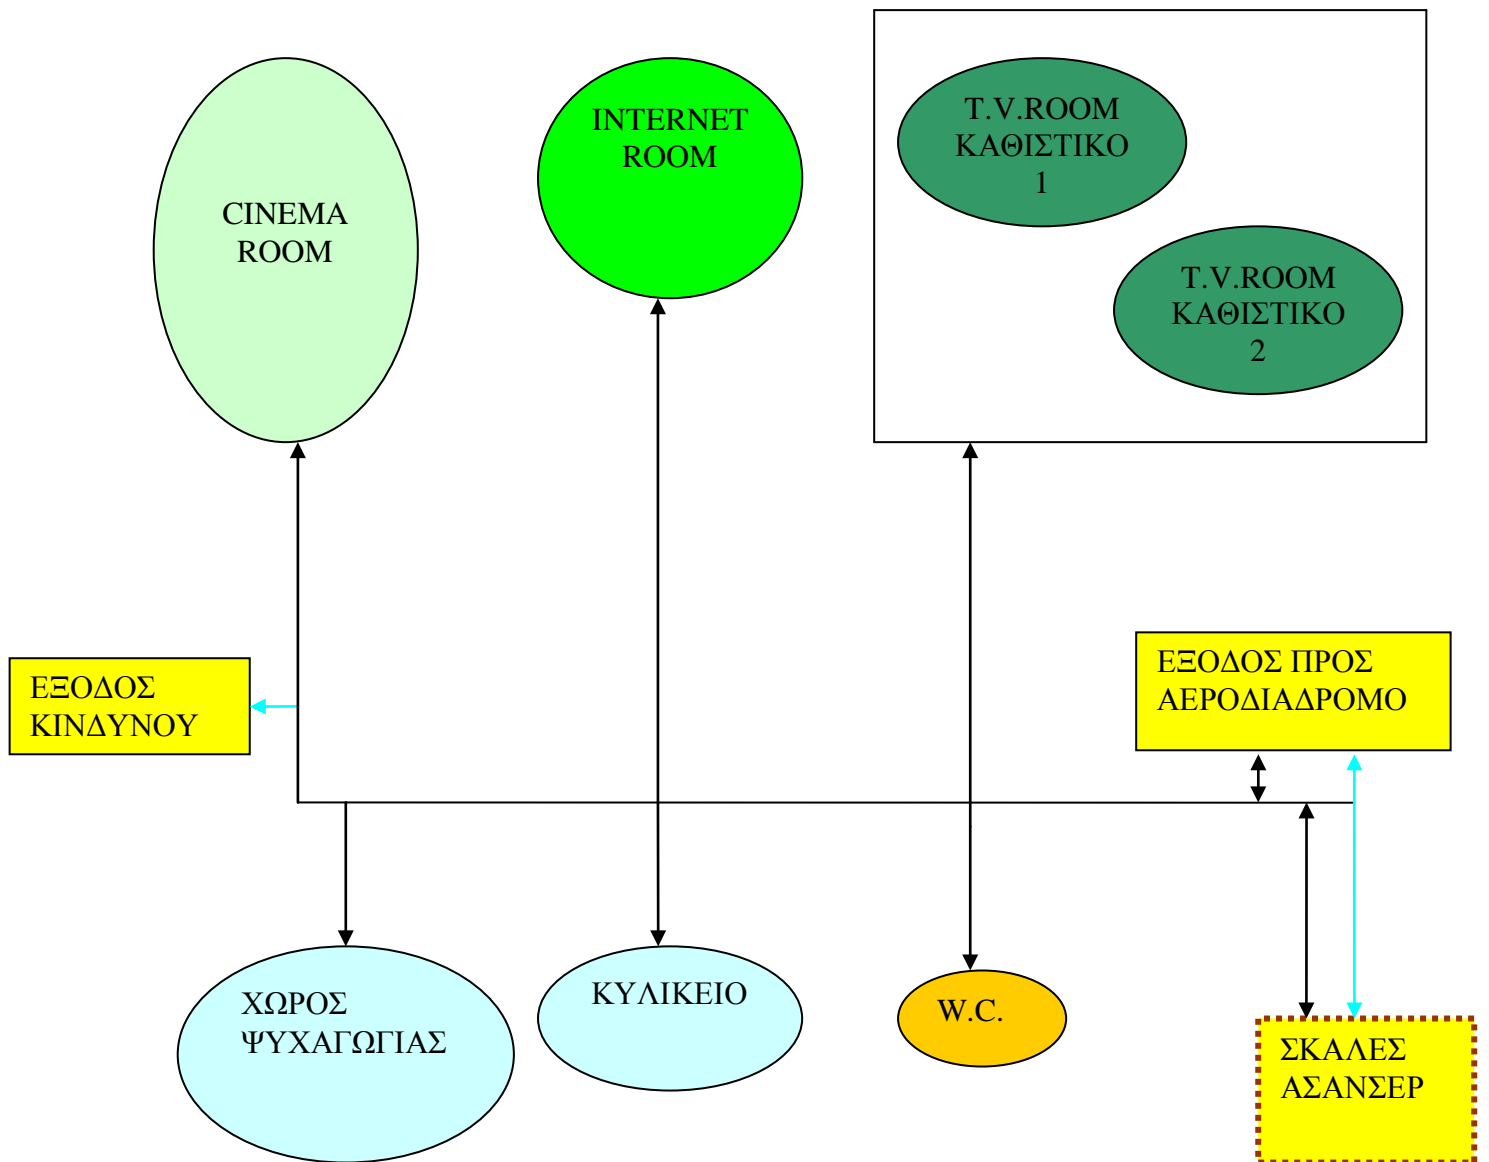 CINEMA
ROOM
INTERNET
ROOM
T.V.ROOM
ΚΑΘΙΣΤΙΚΟ
1
T.V.ROOM
ΚΑΘΙΣΤΙΚΟ
2
ΕΞΟΔΟΣ
ΚΙΝΔΥΝΟΥ
ΕΞΟΔΟΣ ΠΡΟΣ
ΑΕΡΟΔΙΑΔΡΟΜΟ
ΧΩΡΟΣ
ΨΥΧΑΓΩΓΙΑΣ
ΚΥΛΙΚΕΙΟ
W.C.
ΣΚΑΛΕΣ
ΑΣΑΝΣΕΡ